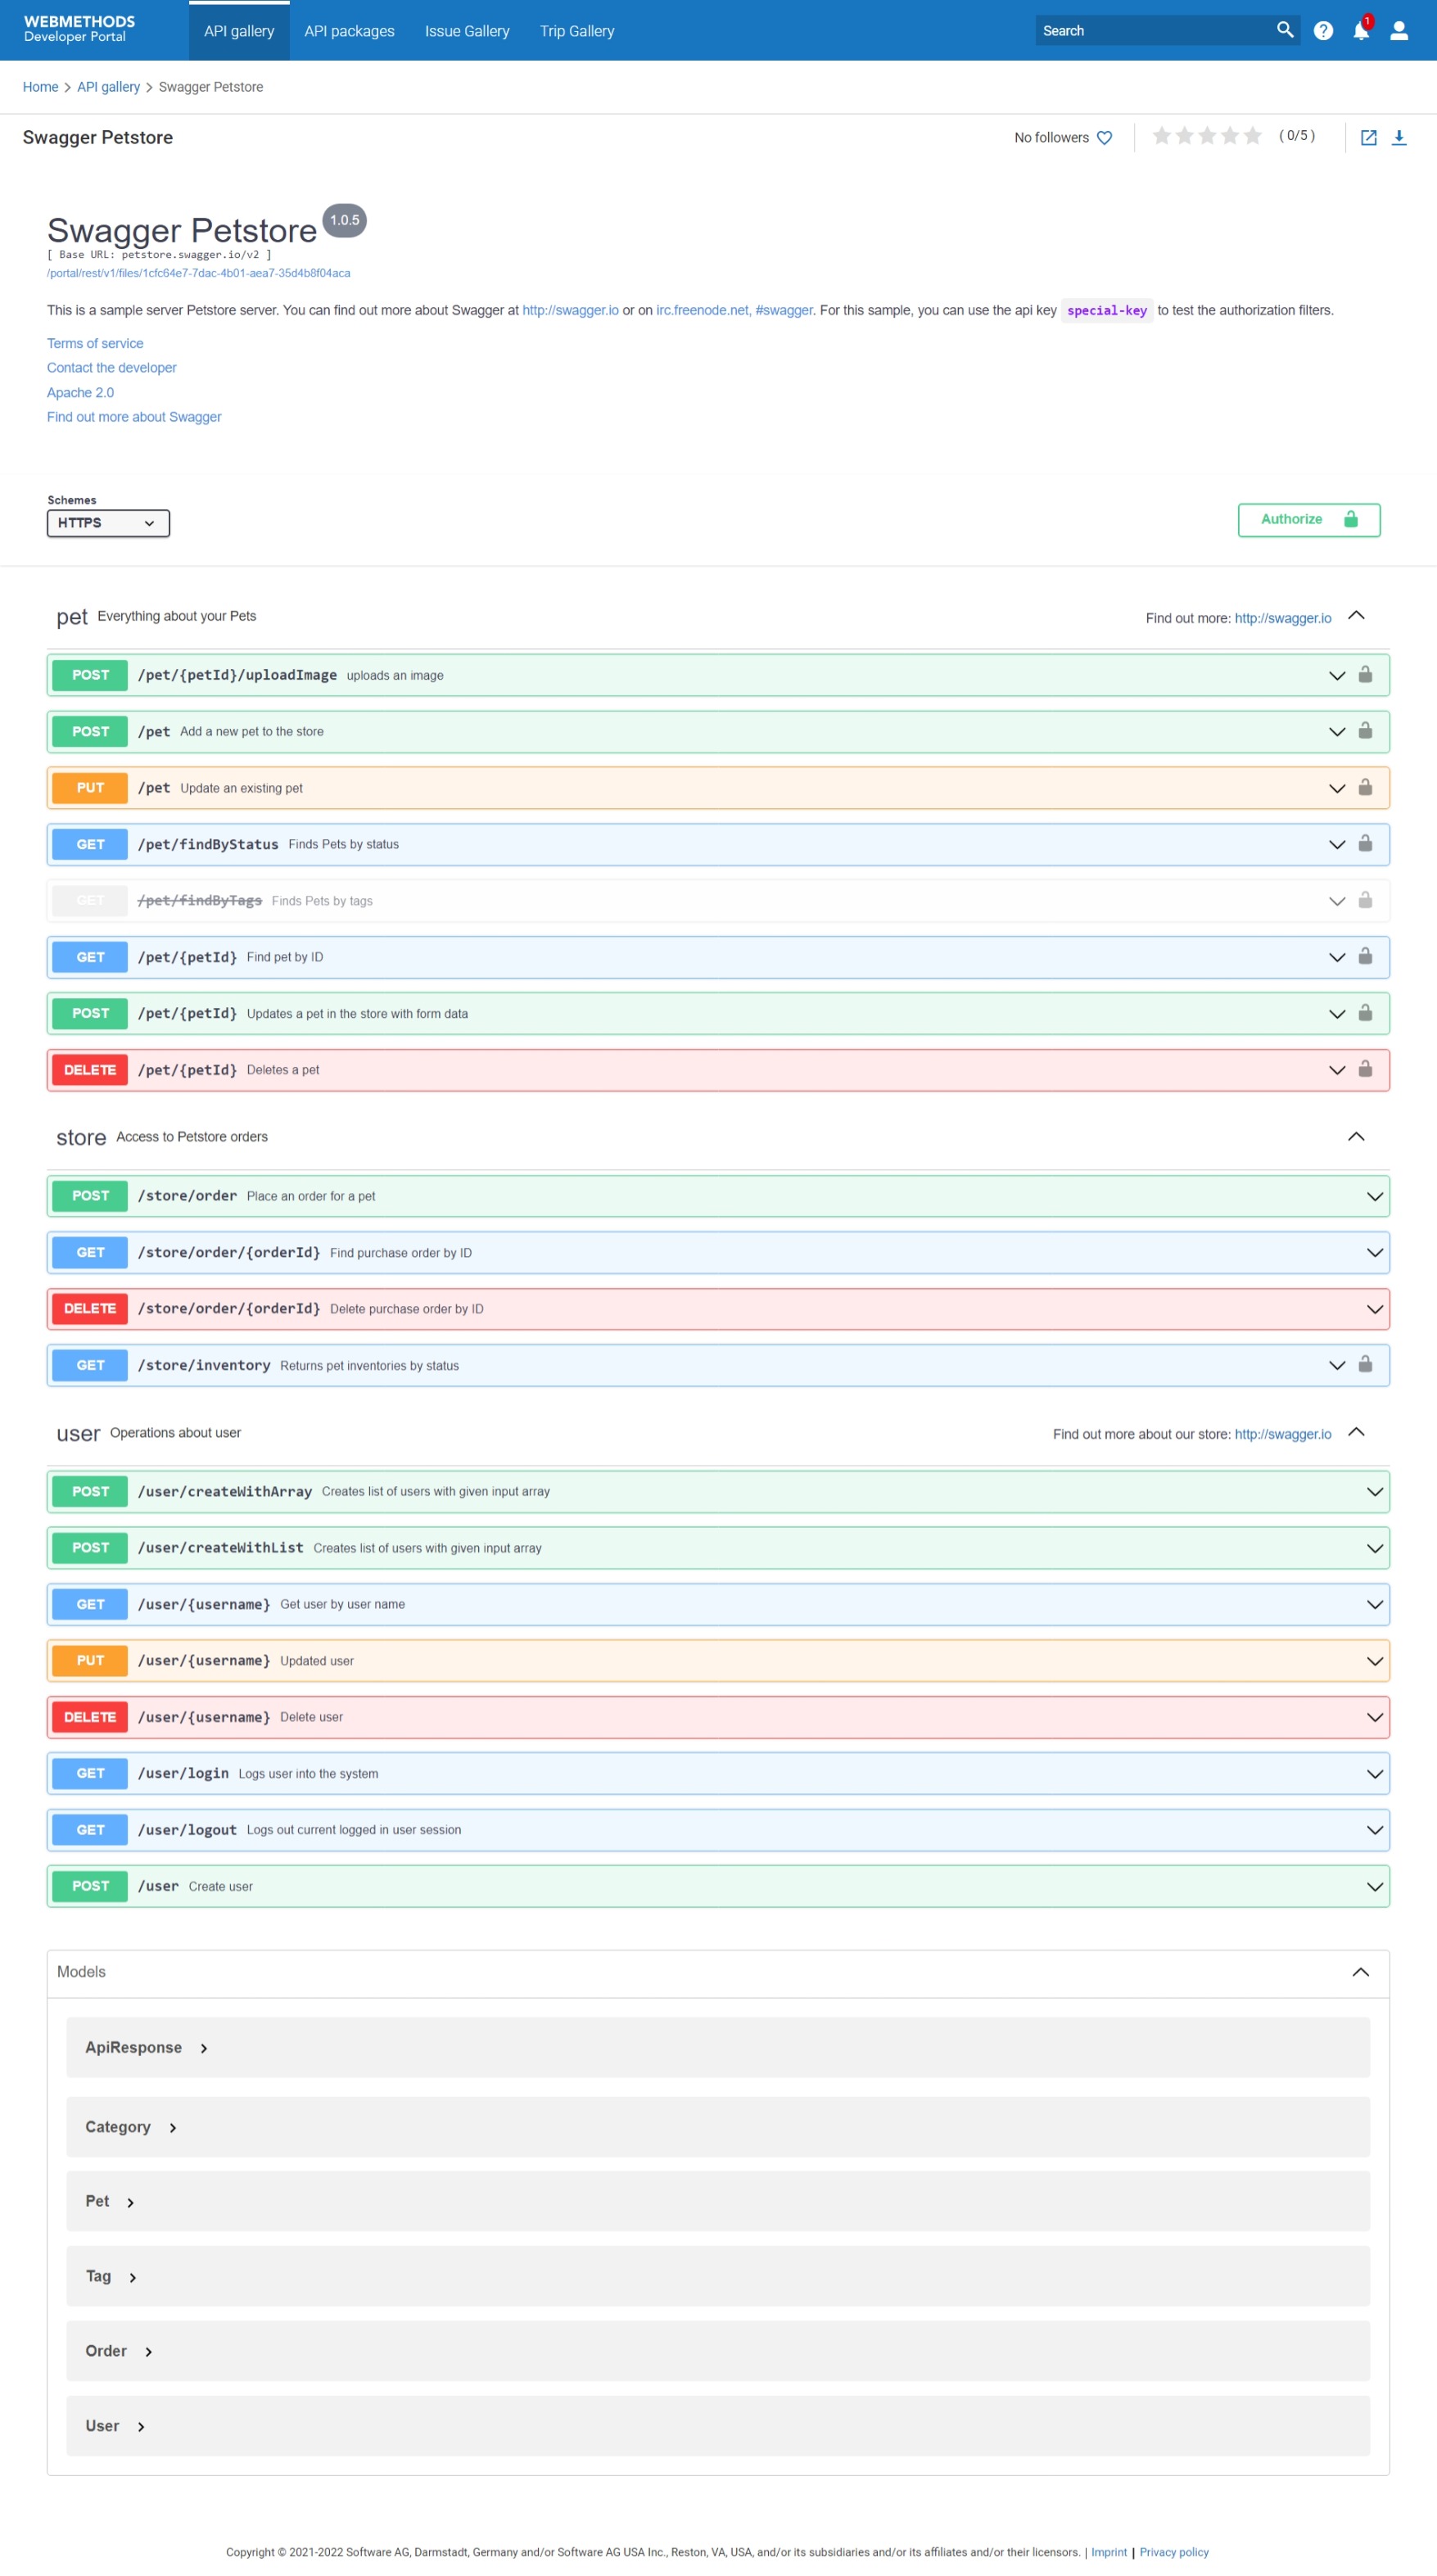 WEBMETHODS
Developer Portal
API gallery API packages Issue Gallery Trip Gallery Search ? 1
Home > API gallery > Swagger Petstore
Swagger Petstore No followers ( 0/5 )
Swagger Petstore 1.0.5
[ Base URL: petstore.swagger.io/v2 ]
/portal/rest/v1/files/1cfc64e7-7dac-4b01-aea7-35d4b8f04aca
This is a sample server Petstore server. You can find out more about Swagger at http://swagger.io or on irc.freenode.net, #swagger. For this sample, you can use the api key special-key to test the authorization filters.
Terms of service
Contact the developer
Apache 2.0
Find out more about Swagger
Schemes
HTTPS
Authorize
pet Everything about your Pets Find out more: http://swagger.io
POST /pet/{petId}/uploadImage uploads an image
POST /pet Add a new pet to the store
PUT /pet Update an existing pet
GET /pet/findByStatus Finds Pets by status
GET /pet/findByTags Finds Pets by tags
GET /pet/{petId} Find pet by ID
POST /pet/{petId} Updates a pet in the store with form data
DELETE /pet/{petId} Deletes a pet
store Access to Petstore orders
POST /store/order Place an order for a pet
GET /store/order/{orderId} Find purchase order by ID
DELETE /store/order/{orderId} Delete purchase order by ID
GET /store/inventory Returns pet inventories by status
user Operations about user Find out more about our store: http://swagger.io
POST /user/createWithArray Creates list of users with given input array
POST /user/createWithList Creates list of users with given input array
GET /user/{username} Get user by user name
PUT /user/{username} Updated user
DELETE /user/{username} Delete user
GET /user/login Logs user into the system
GET /user/logout Logs out current logged in user session
POST /user Create user
Models
ApiResponse
Category
Pet
Tag
Order
User
Copyright © 2021-2022 Software AG, Darmstadt, Germany and/or Software AG USA Inc., Reston, VA, USA, and/or its subsidiaries and/or its affiliates and/or their licensors. | Imprint | Privacy policy